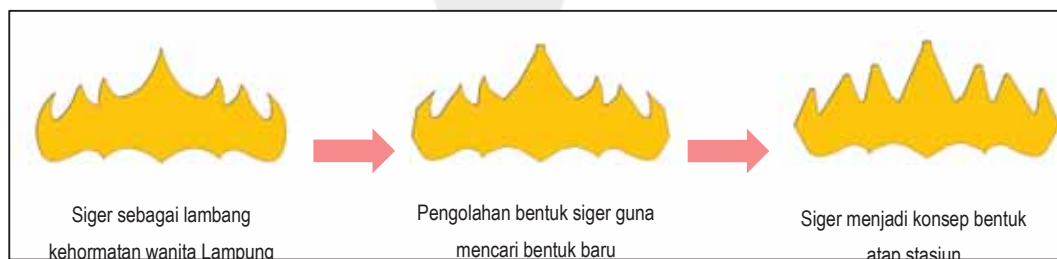 Siger sebagai lambang
kehormatan wanita Lampung
Pengolahan bentuk siger guna
mencari bentuk baru
Siger menjadi konsep bentuk
atap stasiun